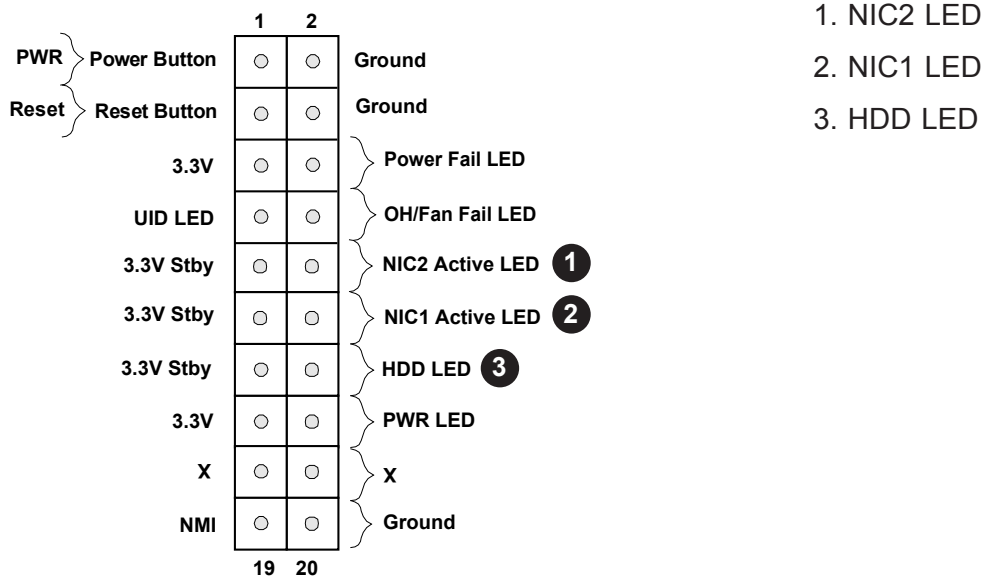 1 2
PWR Power Button Ground
Reset Reset Button Ground
3.3V Power Fail LED
UID LED OH/Fan Fail LED
3.3V Stby NIC2 Active LED 1
3.3V Stby NIC1 Active LED 2
3.3V Stby HDD LED 3
3.3V PWR LED
X X
NMI Ground
19 20
1. NIC2 LED
2. NIC1 LED
3. HDD LED